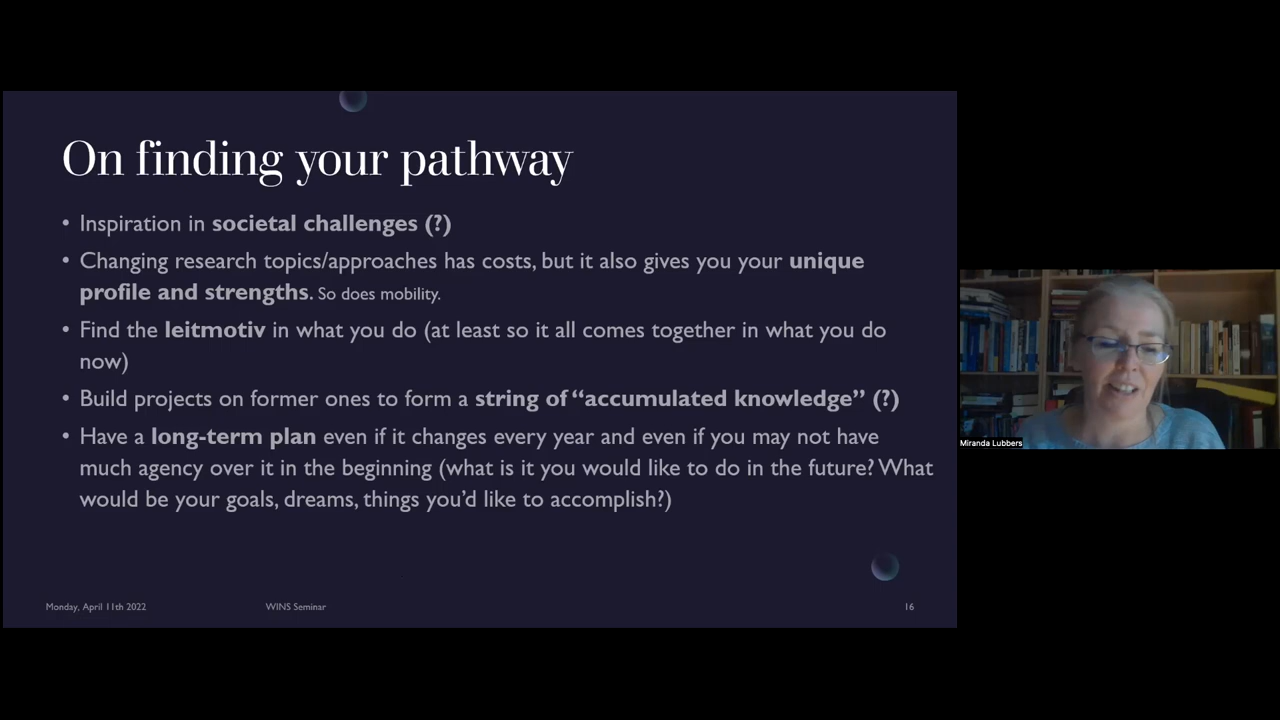 On finding your pathway
• Inspiration in societal challenges (?)
• Changing research topics/approaches has costs, but it also gives you your unique
profile and strengths. So does mobility.
• Find the leitmotiv in what you do (at least so it all comes together in what you do
now)
• Build projects on former ones to form a string of “accumulated knowledge” (?)
• Have a long-term plan even if it changes every year and even if you may not have
much agency over it in the beginning (what is it you would like to do in the future? What
would be your goals, dreams, things you’d like to accomplish?)
Monday, April 11th 2022
WINS Seminar
16
Miranda Lubbers